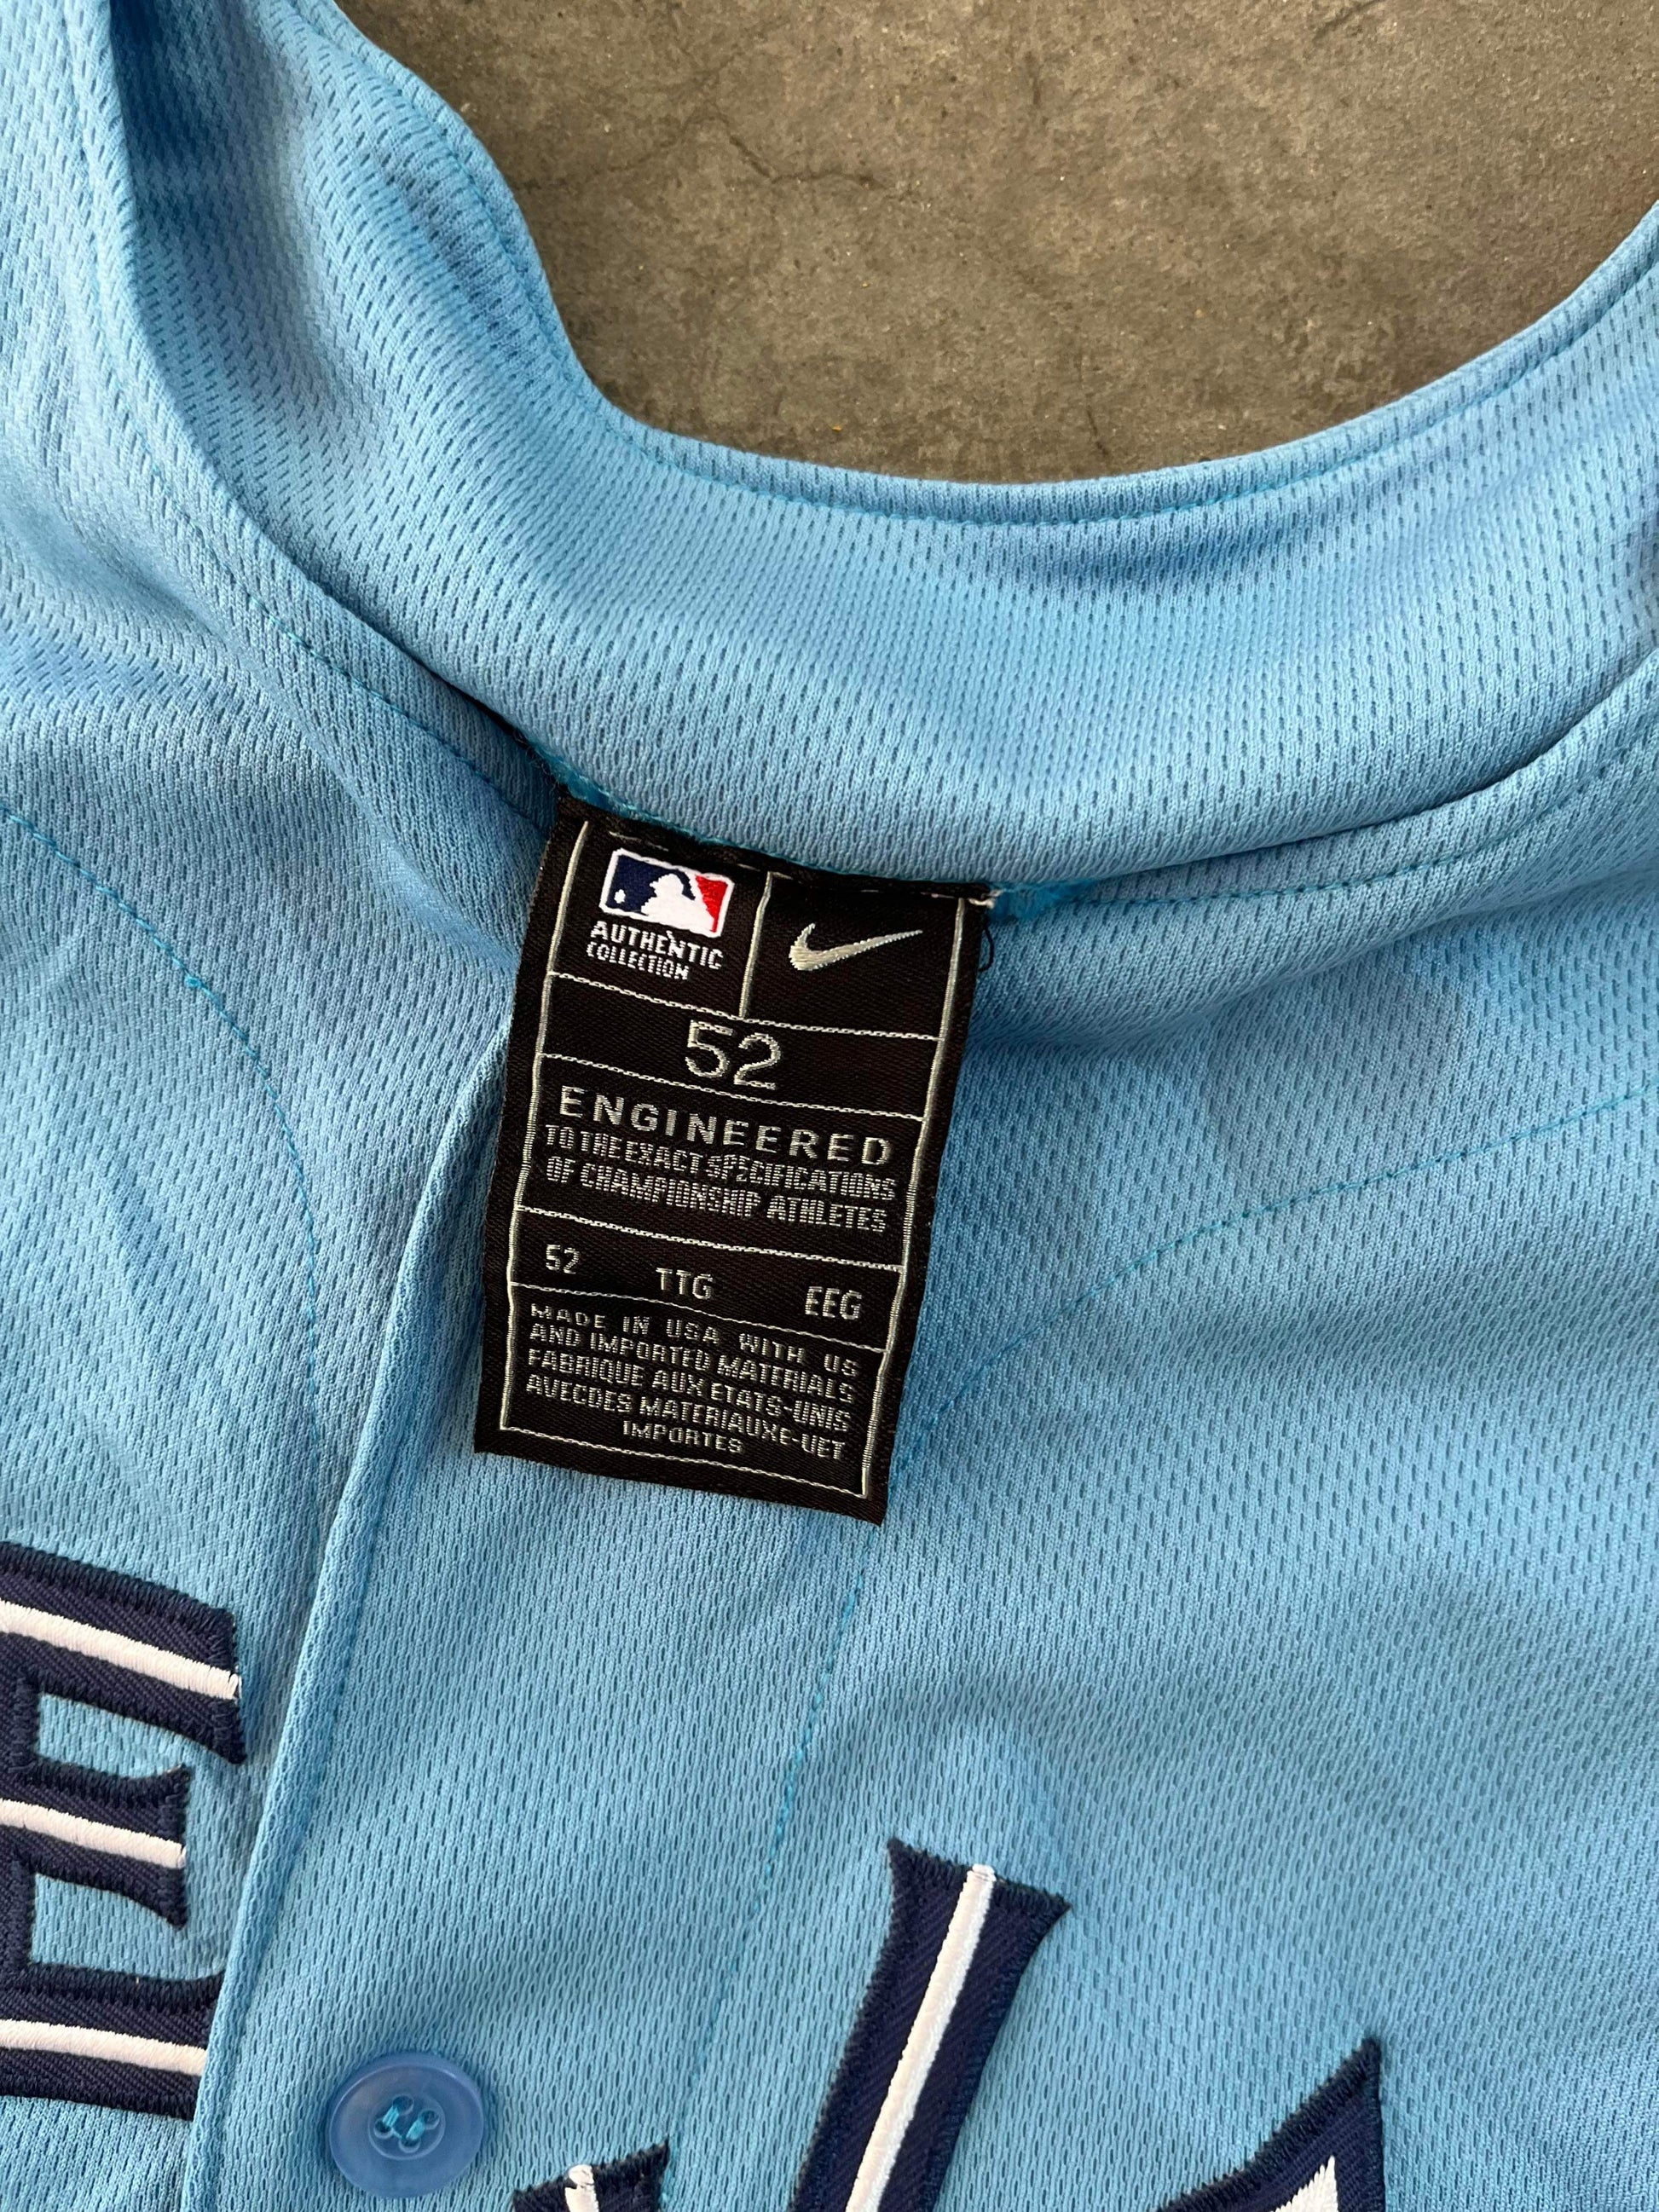 AUTHENTIC
COLLECTION
52
ENGINEERED
TO THE EXACT SPECIFICATIONS
OF CHAMPIONSHIP ATHLETES
52 TTG EEG
MADE IN USA WITH US
AND IMPORTED MATERIALS
FABRIQUE AUX ETATS-UNIS
AVECDES MATERIAUXE-UET
IMPORTES
E